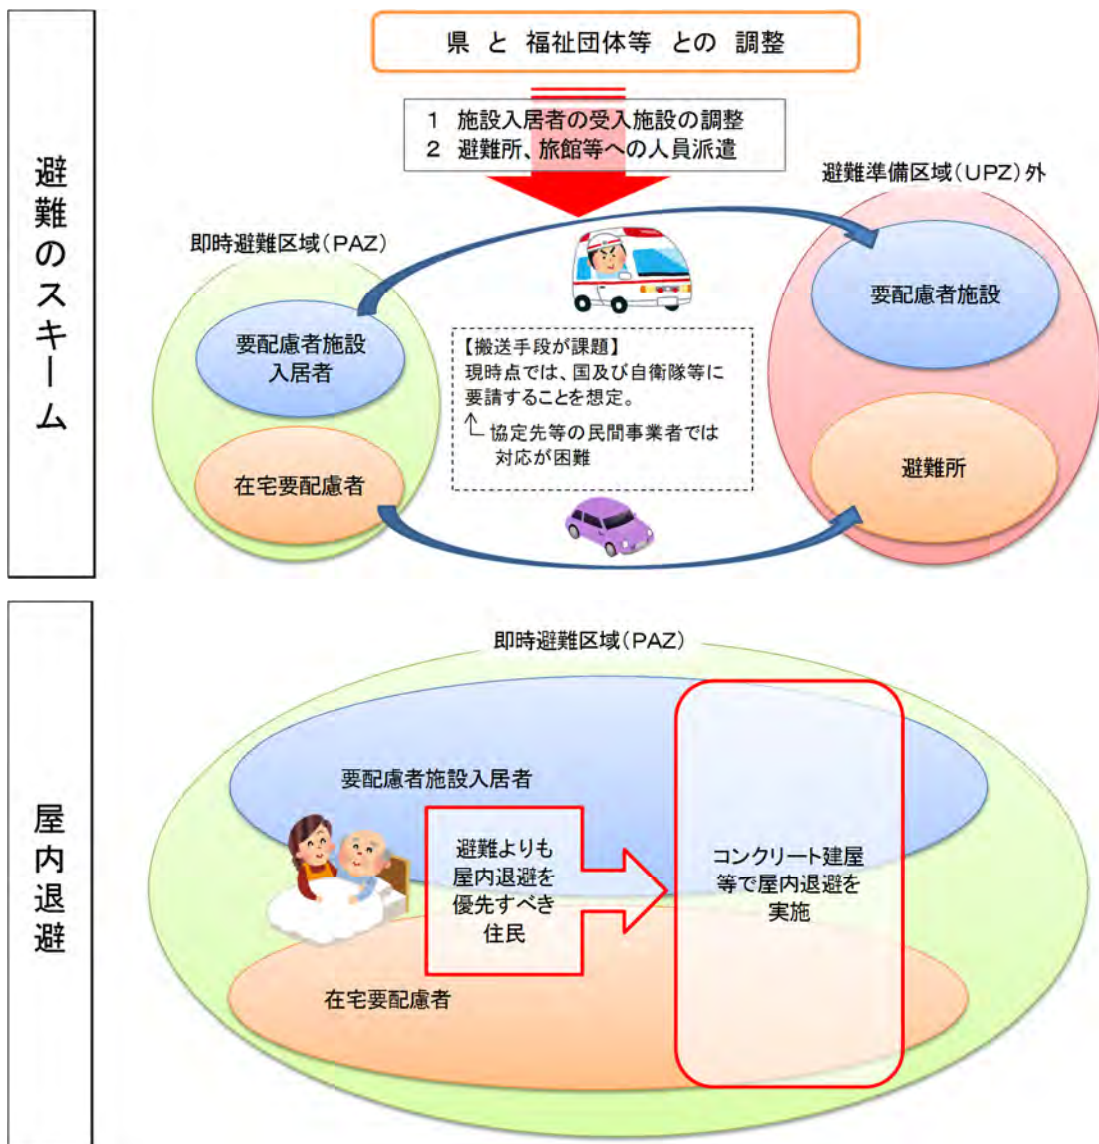 避難のスキーム
県 と 福祉団体等 との 調整
1 施設入居者の受入施設の調整
2 避難所、旅館等への人員派遣
避難準備区域(UPZ)外
即時避難区域(PAZ)
要配慮者施設
入居者
要配慮者施設
【搬送手段が課題】
現時点では、国及び自衛隊等に
要請することを想定。
協定先等の民間事業者では
対応が困難
在宅要配慮者
避難所
屋内退避
即時避難区域(PAZ)
要配慮者施設入居者
避難よりも
屋内退避を
優先すべき
住民
コンクリート建屋
等で屋内退避を
実施
在宅要配慮者